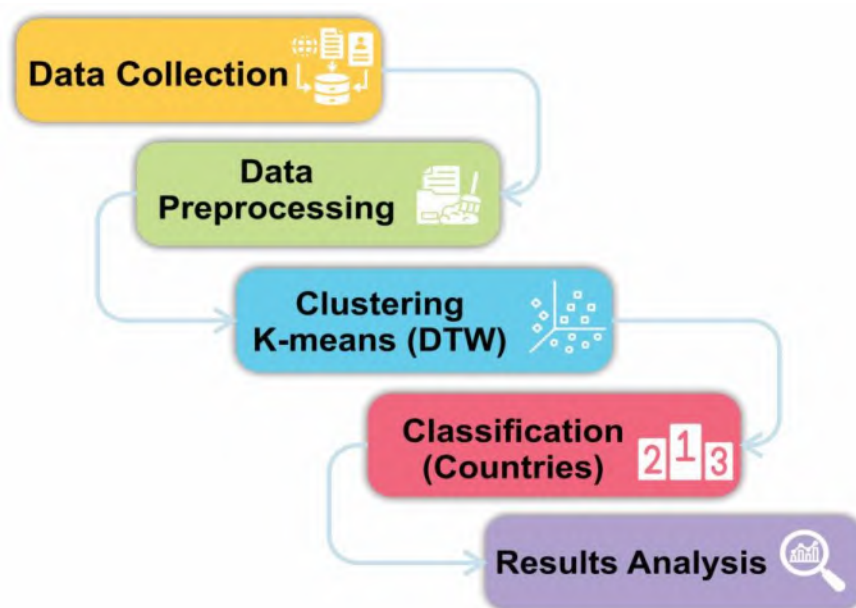 Data Collection
Data
Preprocessing
Clustering
K-means (DTW)
Classification
(Countries)
2 1 3
Results Analysis